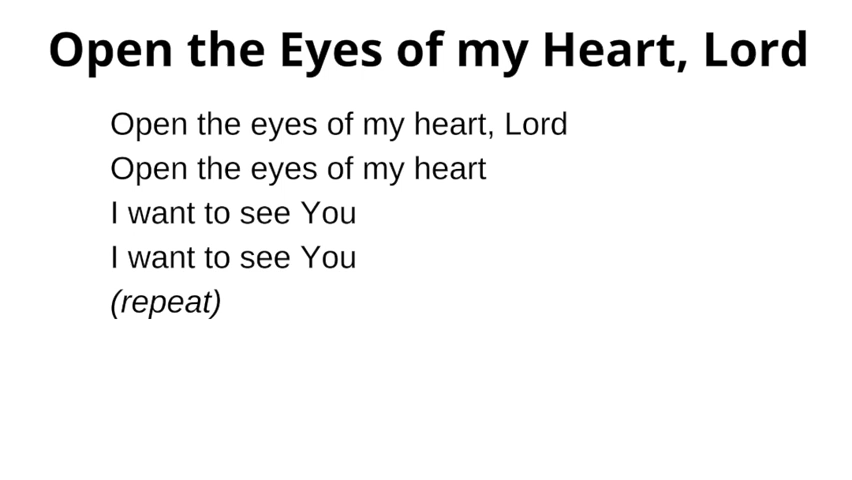 Open the Eyes of my Heart, Lord
Open the eyes of my heart, Lord
Open the eyes of my heart
I want to see You
I want to see You
(repeat)